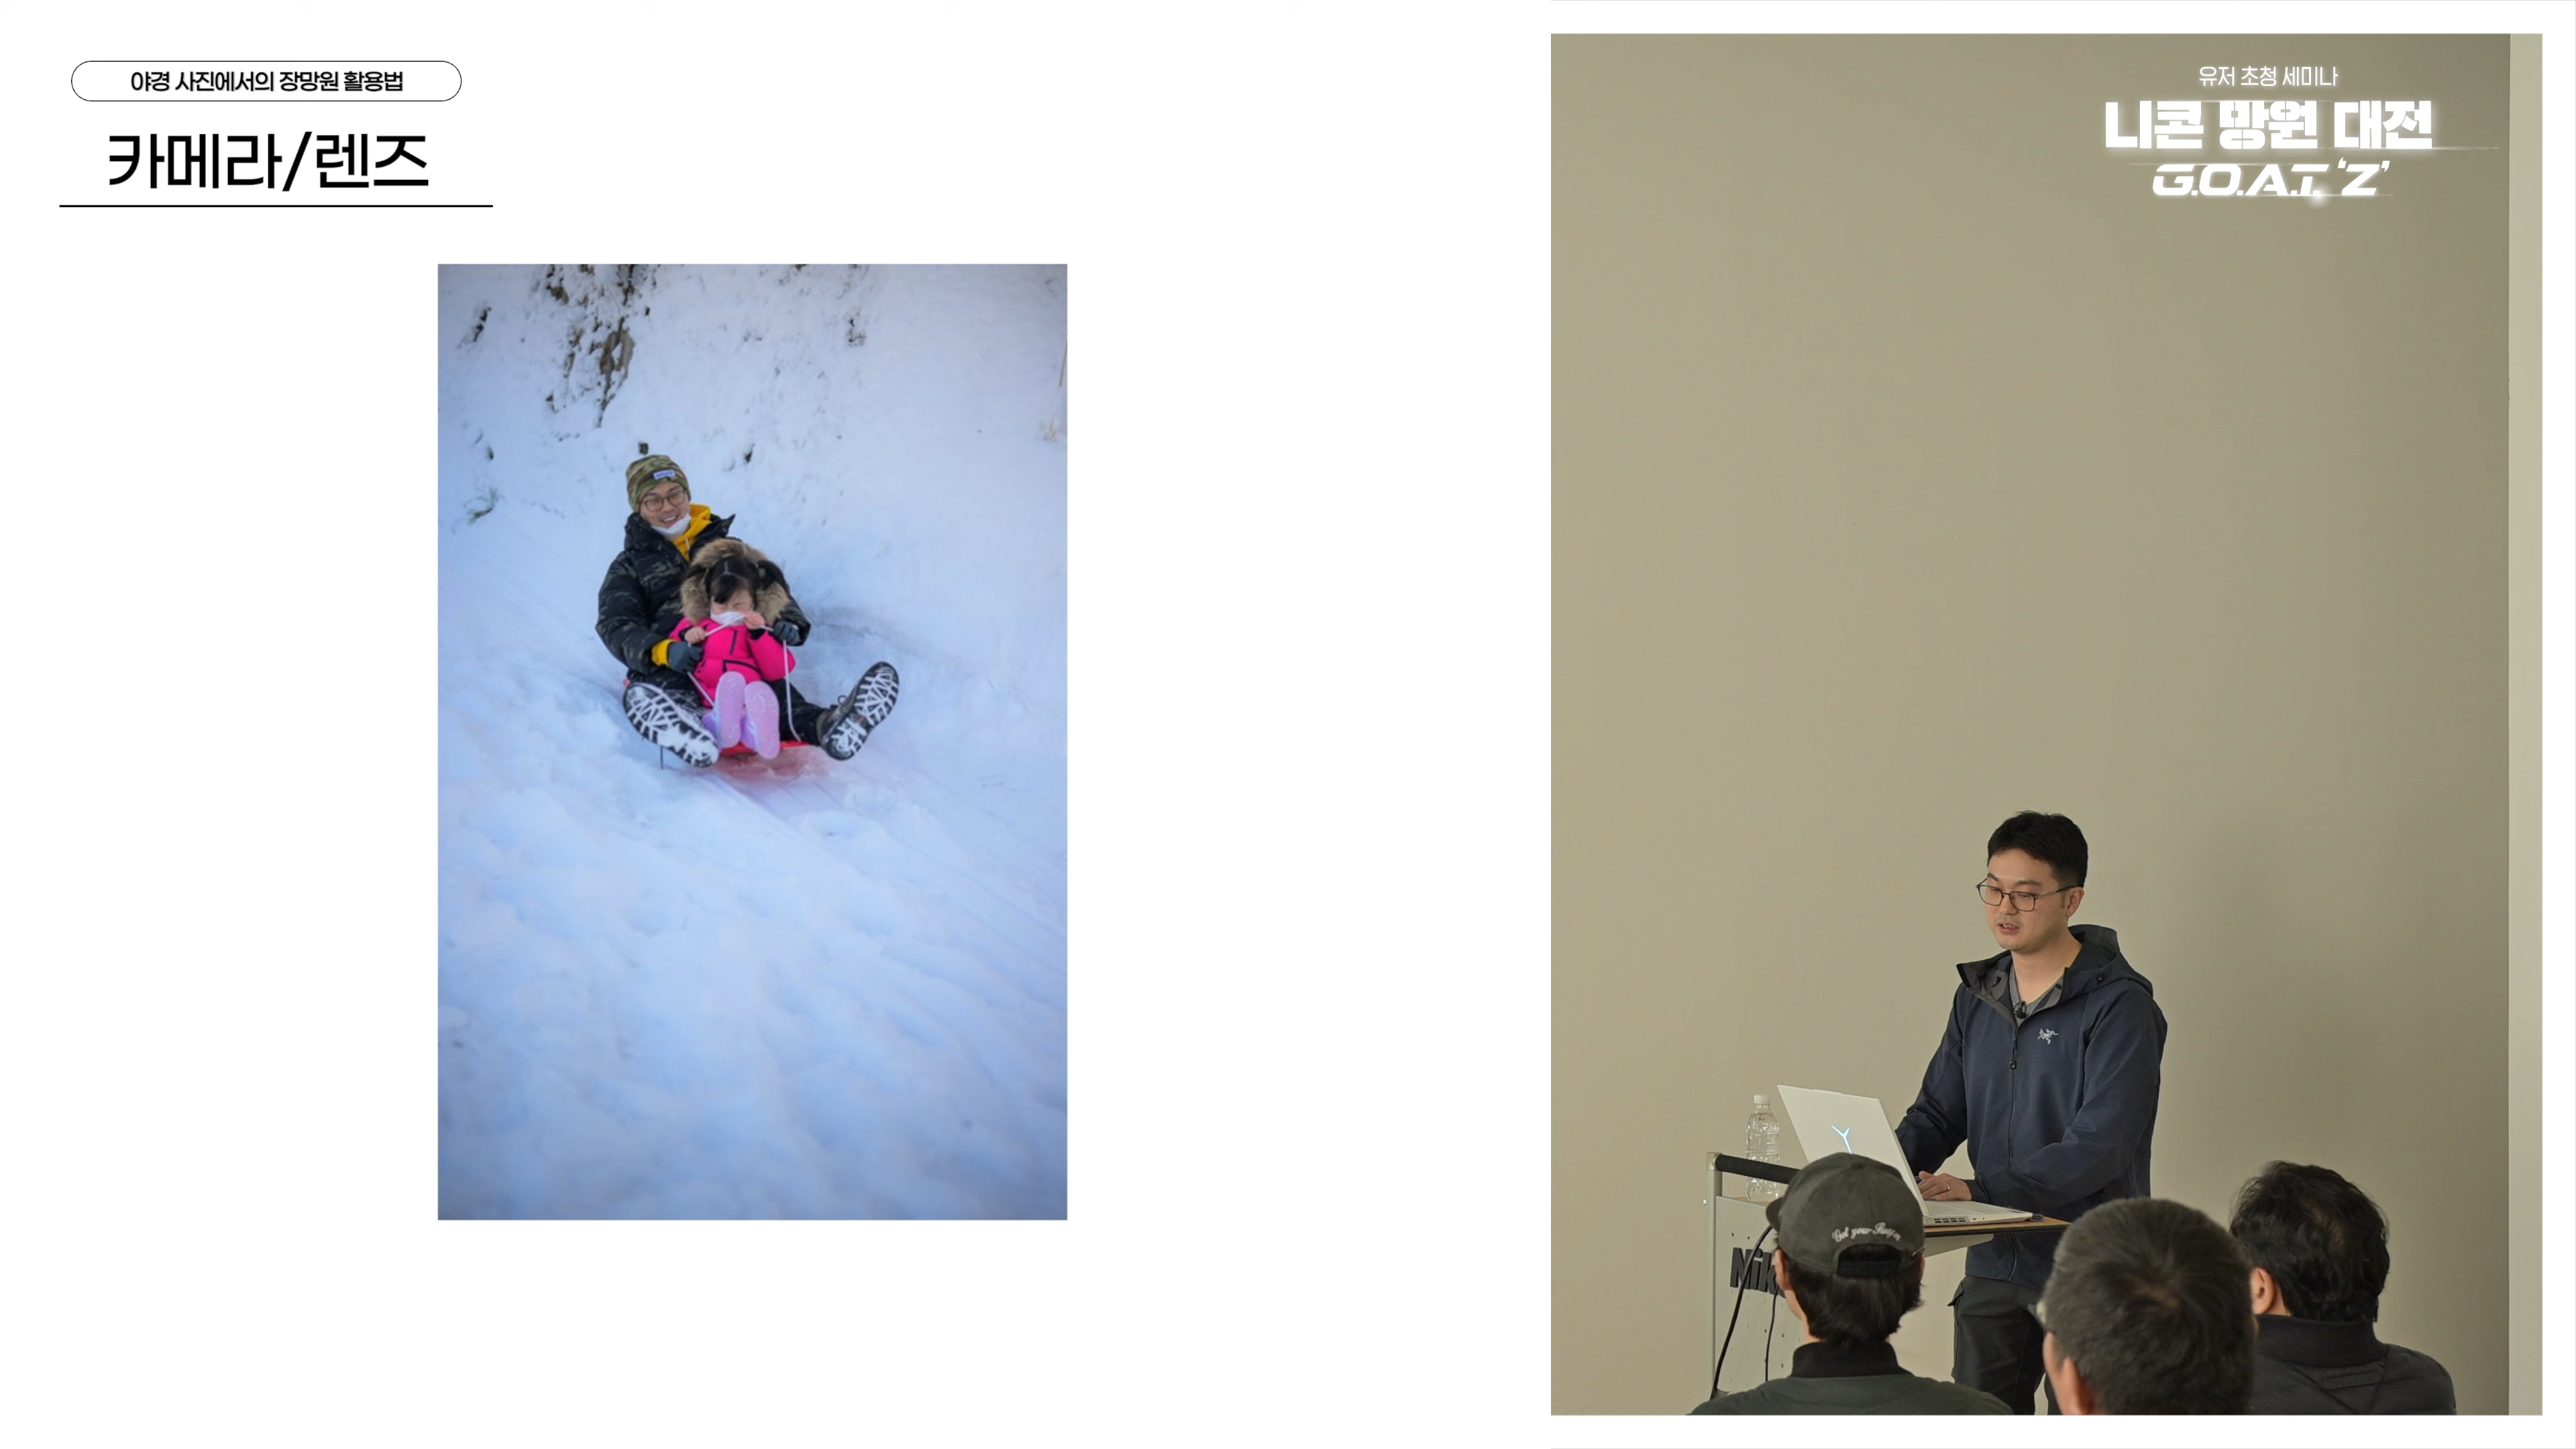 야경 사진에서의 장망원 활용법
카메라/렌즈
유저 초청 세미나
니콘 망원 대전
G.O.A.T. 'Z'